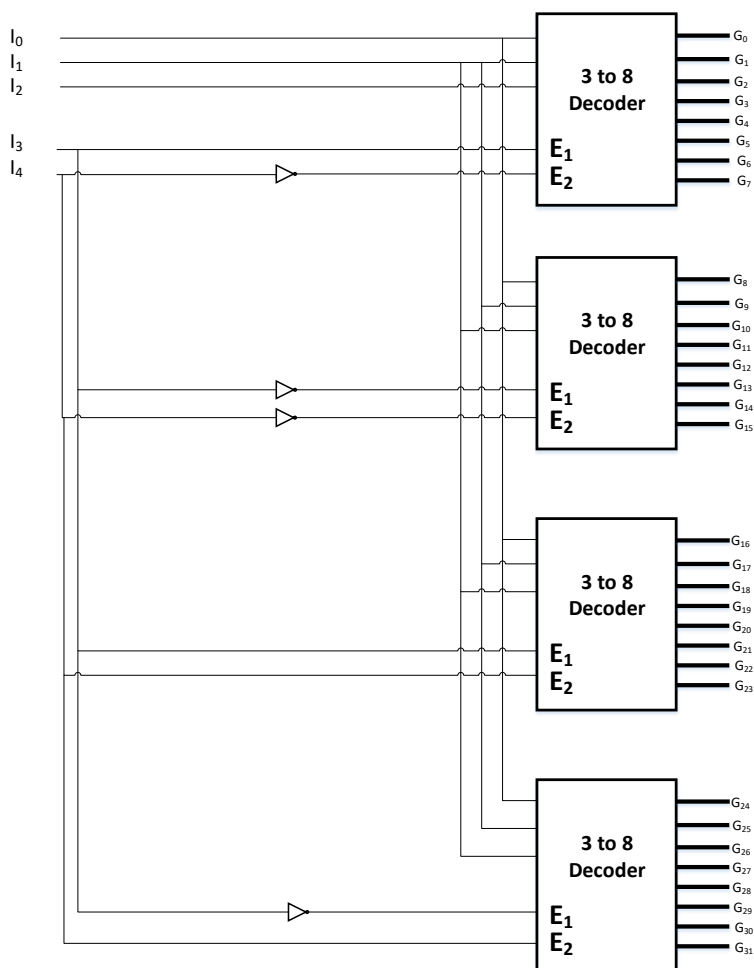 I0
I1
I2
I3
I4
3 to 8
Decoder
E1
E2
G0
G1
G2
G3
G4
G5
G6
G7
3 to 8
Decoder
E1
E2
G8
G9
G10
G11
G12
G13
G14
G15
3 to 8
Decoder
E1
E2
G16
G17
G18
G19
G20
G21
G22
G23
3 to 8
Decoder
E1
E2
G24
G25
G26
G27
G28
G29
G30
G31